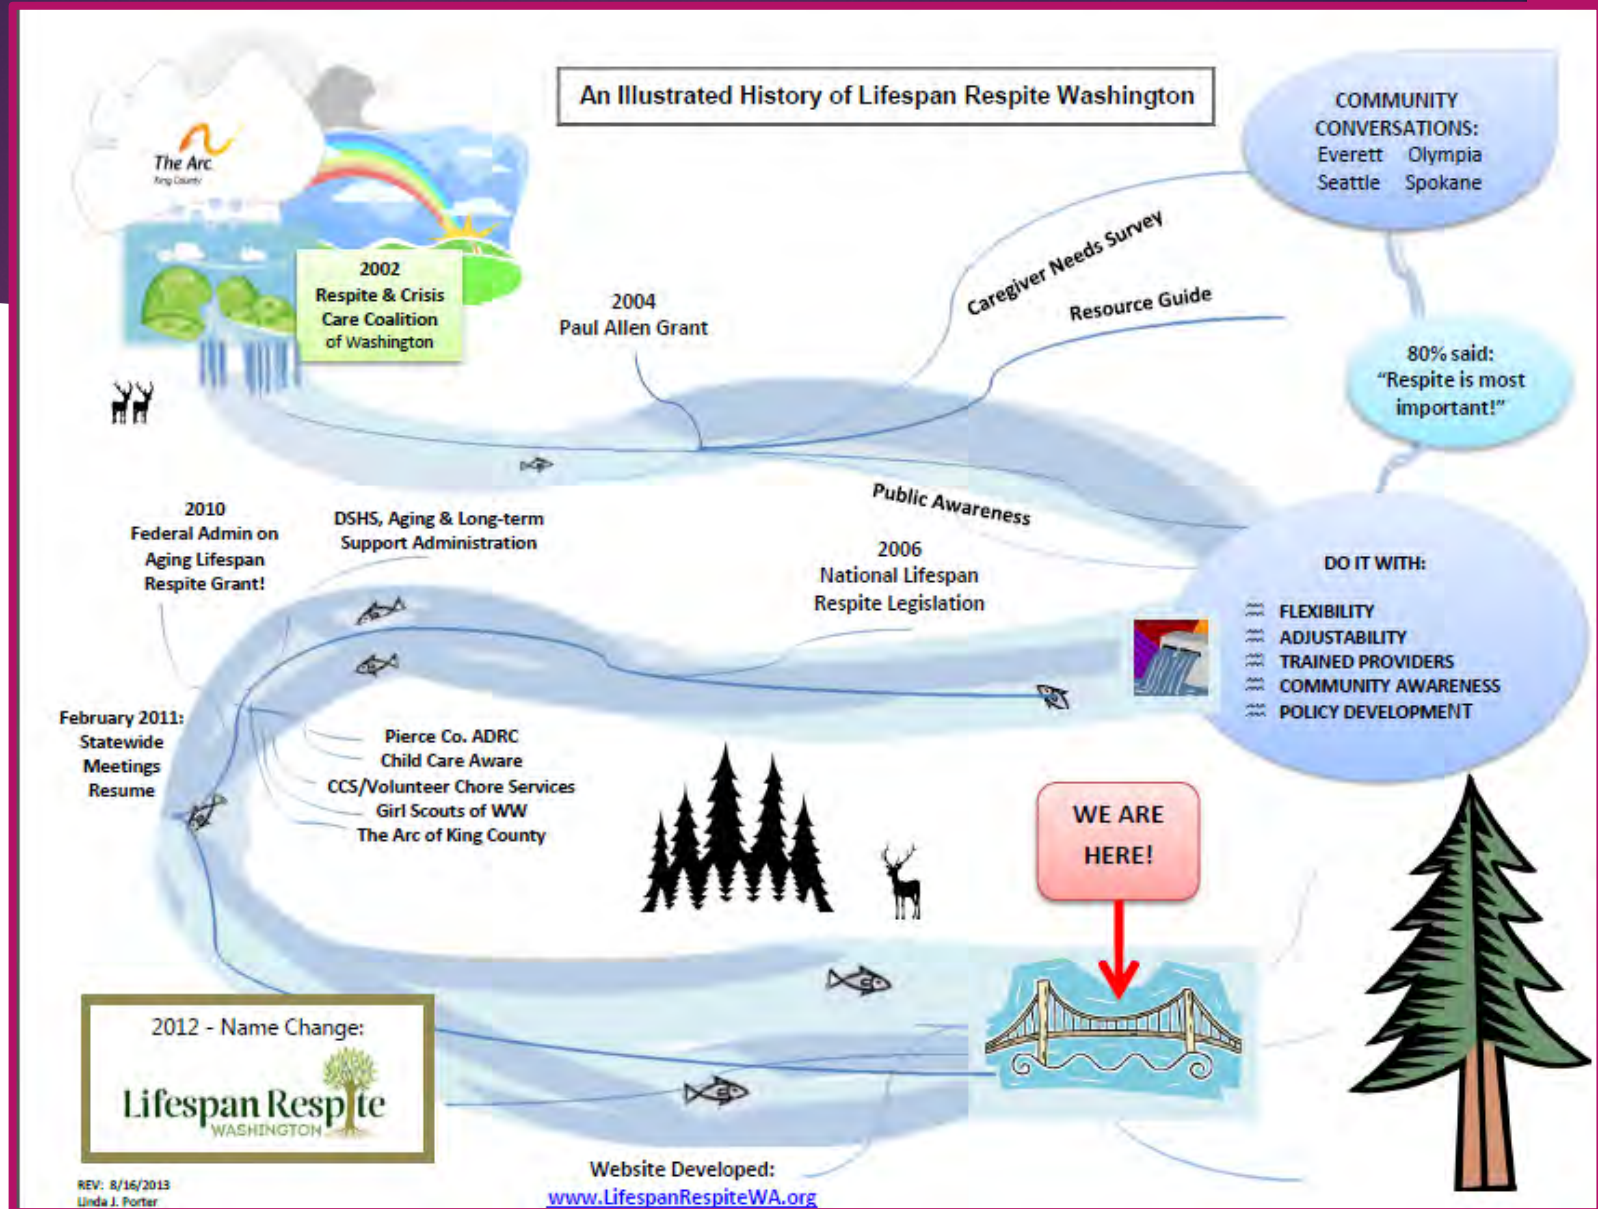 An Illustrated History of Lifespan Respite Washington
The Arc
King County
2002
Respite & Crisis
Care Coalition
of Washington
2004
Paul Allen Grant
Caregiver Needs Survey
Resource Guide
Public Awareness
COMMUNITY
CONVERSATIONS:
Everett Olympia
Seattle Spokane
80% said:
“Respite is most
important!”
DO IT WITH:
FLEXIBILITY
ADJUSTABILITY
TRAINED PROVIDERS
COMMUNITY AWARENESS
POLICY DEVELOPMENT
2006
National Lifespan
Respite Legislation
DSHS, Aging & Long-term
Support Administration
2010
Federal Admin on
Aging Lifespan
Respite Grant!
February 2011:
Statewide
Meetings
Resume
Pierce Co. ADRC
Child Care Aware
CCS/Volunteer Chore Services
Girl Scouts of WW
The Arc of King County
2012 - Name Change:
Lifespan Respite
WASHINGTON
Website Developed:
www.LifespanRespiteWA.org
WE ARE
HERE!
REV: 8/16/2013
Linda J. Porter